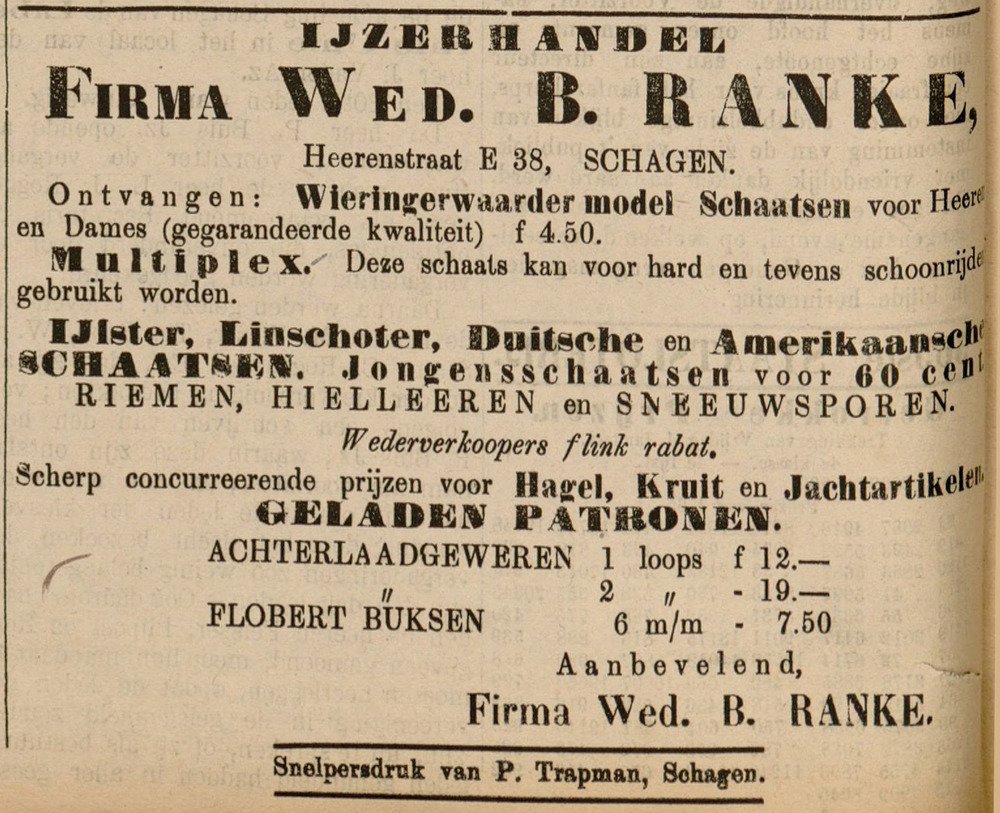 IJZERHANDEL
FIRMA WED. B. RANKE,
Heerenstraat E 38, SCHAGEN.
Ontvangen: Wieringerwaarder model Schaatsen voor Heeren
en Dames (gegarandeerde kwaliteit) f 4.50.
Multiplex. Deze schaats kan voor hard en tevens schoonrijden
gebruikt worden.
IJlster, Linschoter, Duitsche en Amerikaansche
SCHAATSEN. Jongensschaatsen voor 60 cent
RIEMEN, HIELLEEREN en SNEEUWSPOREN.
Wederverkoopers flink rabat.
Scherp concurreerende prijzen voor Hagel, Kruit en Jachtartikelen.
GELADEN PATRONEN.
ACHTERLAADGEWEREN 1 loops f 12.—
" 2 " - 19.—
FLOBERT BUKSEN 6 m/m - 7.50
Aanbevelend,
Firma Wed. B. RANKE.
Snelpersdruk van P. Trapman, Schagen.